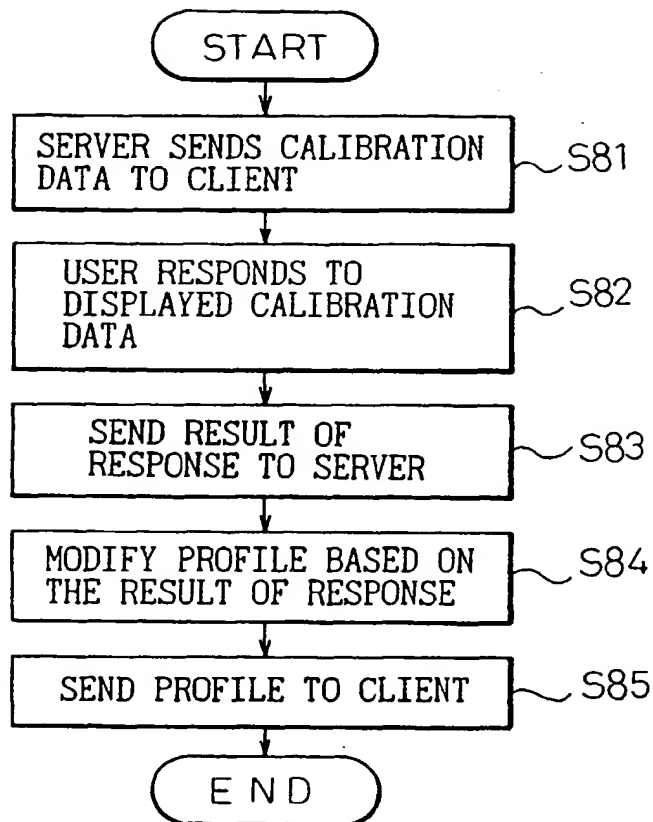 START
SERVER SENDS CALIBRATION
DATA TO CLIENT
S81
USER RESPONDS TO
DISPLAYED CALIBRATION
DATA
S82
SEND RESULT OF
RESPONSE TO SERVER
S83
MODIFY PROFILE BASED ON
THE RESULT OF RESPONSE
S84
SEND PROFILE TO CLIENT
S85
END